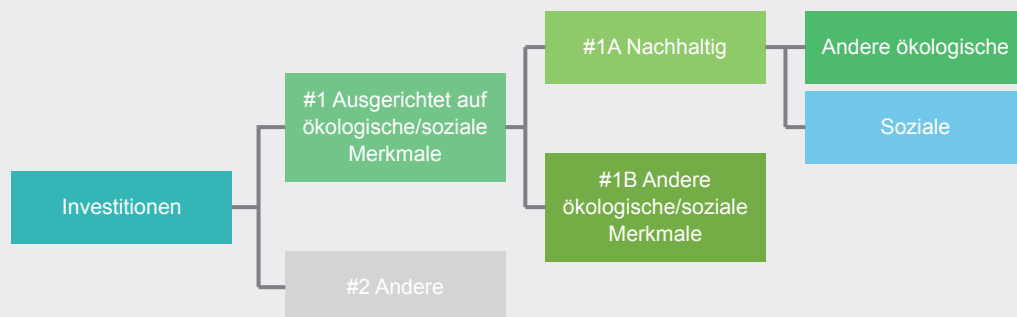 Investitionen
#1 Ausgerichtet auf
ökologische/soziale
Merkmale
#2 Andere
#1A Nachhaltig
#1B Andere
ökologische/soziale
Merkmale
Andere ökologische
Soziale